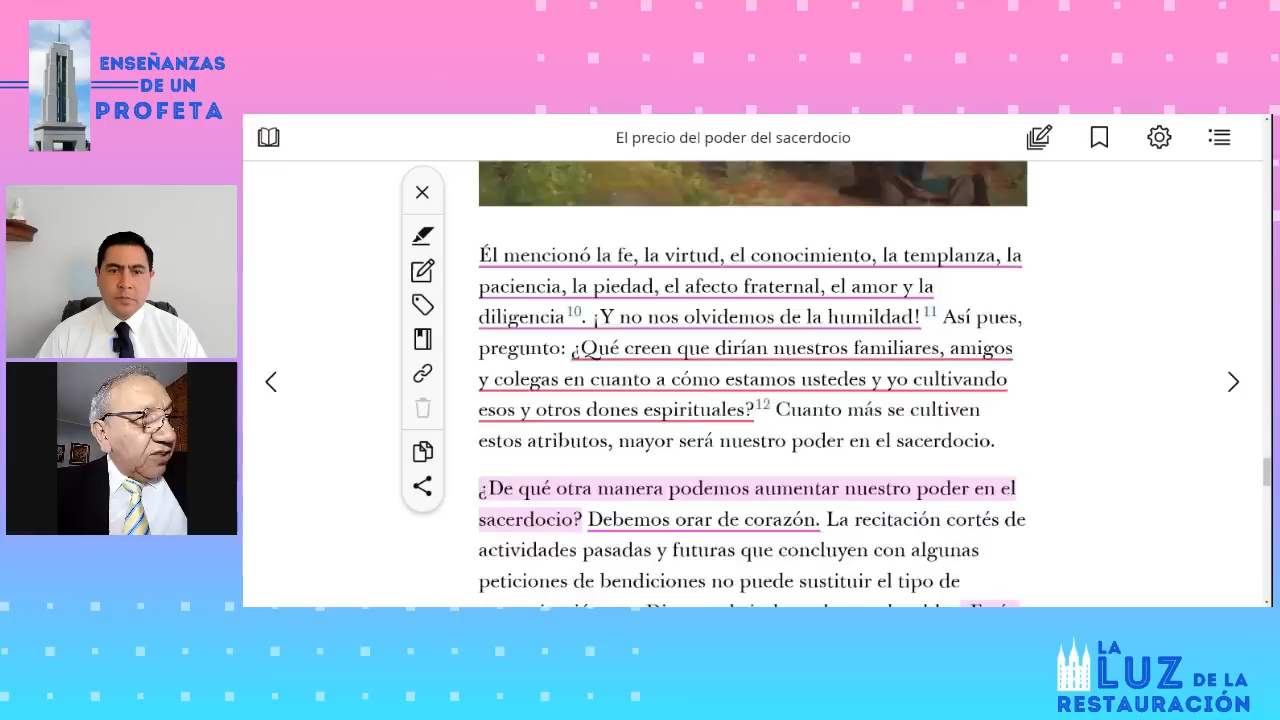 ENSEÑANZAS
DE UN
PROFETA
El precio del poder del sacerdocio
Él mencionó la fe, la virtud, el conocimiento, la templanza, la
paciencia, la piedad, el afecto fraternal, el amor y la
diligencia10. ¡Y no nos olvidemos de la humildad!11 Así pues,
pregunto: ¿Qué creen que dirían nuestros familiares, amigos
y colegas en cuanto a cómo estamos ustedes y yo cultivando
esos y otros dones espirituales?12 Cuanto más se cultiven
estos atributos, mayor será nuestro poder en el sacerdocio.
¿De qué otra manera podemos aumentar nuestro poder en el
sacerdocio? Debemos orar de corazón. La recitación cortés de
actividades pasadas y futuras que concluyen con algunas
peticiones de bendiciones no puede sustituir el tipo de
LA
LUZ DE LA
RESTAURACIÓN